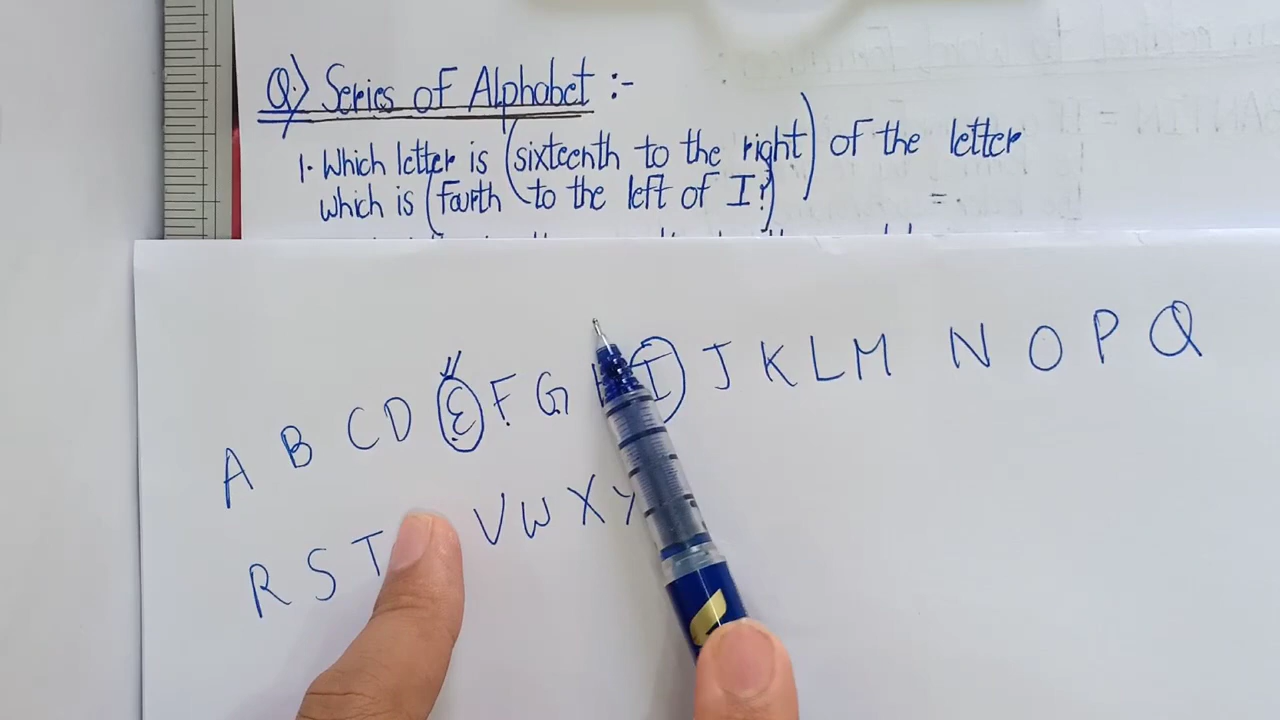 Q.) Series of Alphabet :-
1. Which letter is (sixteenth to the right) of the letter
which is (fourth to the left of I?)
A B C D E F G I J K L M N O P Q
R S T V W X Y